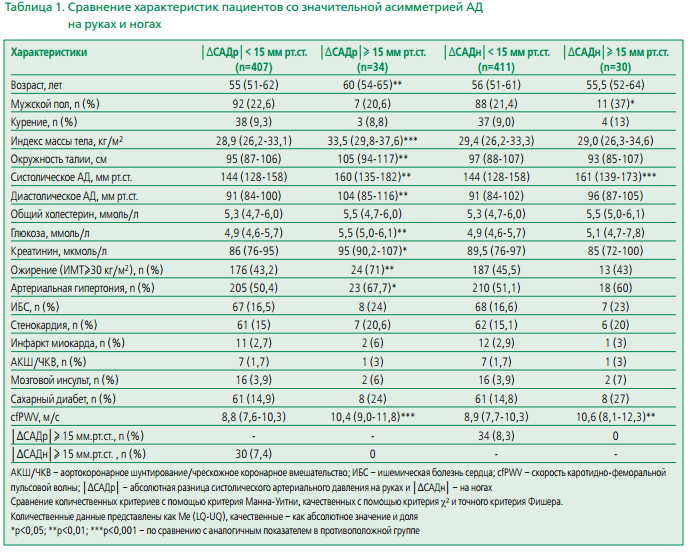 Таблица 1. Сравнение характеристик пациентов со значительной асимметрией АД
на руках и ногах
Характеристики |ΔСАДр|< 15 мм рт.ст. |ΔСАДр|⩾ 15 мм рт.ст. |ΔСАДн|< 15 мм рт.ст. |ΔСАДн|⩾ 15 мм рт.ст.
(n=407) (n=34) (n=411) (n=30)
Возраст, лет 55 (51-62) 60 (54-65)** 56 (51-61) 55,5 (52-64)
Мужской пол, n (%) 92 (22,6) 7 (20,6) 88 (21,4) 11 (37)*
Курение, n (%) 38 (9,3) 3 (8,8) 37 (9,0) 4 (13)
Индекс массы тела, кг/м² 28,9 (26,2-33,1) 33,5 (29,8-37,6)*** 29,4 (26,2-33,3) 29,0 (26,3-34,6)
Окружность талии, см 95 (87-106) 105 (94-117)** 97 (88-107) 93 (85-107)
Систолическое АД, мм рт.ст. 144 (128-158) 160 (135-182)** 144 (128-158) 161 (139-173)***
Диастолическое АД, мм рт.ст. 91 (84-100) 104 (85-116)** 91 (84-102) 96 (87-105)
Общий холестерин, ммоль/л 5,3 (4,7-6,0) 5,5 (4,7-6,0) 5,3 (4,7-6,0) 5,5 (5,0-6,1)
Глюкоза, ммоль/л 4,9 (4,6-5,7) 5,5 (5,0-6,1)** 4,9 (4,6-5,7) 5,1 (4,7-7,8)
Креатинин, мкмоль/л 86 (76-95) 95 (90,2-107)* 89,5 (76-97) 85 (72-100)
Ожирение (ИМТ⩾30 кг/м²), n (%) 176 (43,2) 24 (71)** 187 (45,5) 13 (43)
Артериальная гипертония, n (%) 205 (50,4) 23 (67,7)* 210 (51,1) 18 (60)
ИБС, n (%) 67 (16,5) 8 (24) 68 (16,6) 7 (23)
Стенокардия, n (%) 61 (15) 7 (20,6) 62 (15,1) 6 (20)
Инфаркт миокарда, n (%) 11 (2,7) 2 (6) 12 (2,9) 1 (3)
АКШ/ЧКВ, n (%) 7 (1,7) 1 (3) 7 (1,7) 1 (3)
Мозговой инсульт, n (%) 16 (3,9) 2 (6) 16 (3,9) 2 (7)
Сахарный диабет, n (%) 61 (14,9) 8 (24) 61 (14,8) 8 (27)
cfPWV, м/с 8,8 (7,6-10,3) 10,4 (9,0-11,8)*** 8,9 (7,7-10,3) 10,6 (8,1-12,3)**
|ΔСАДр|⩾ 15 мм.рт.ст., n (%) - - 34 (8,3) 0
|ΔСАДн|⩾ 15 мм.рт.ст. , n (%) 30 (7,4) 0 - -
АКШ/ЧКВ – аортокоронарное шунтирование/чрескожное коронарное вмешательство; ИБС – ишемическая болезнь сердца; cfPWV – скорость каротидно-феморальной
пульсовой волны; |ΔСАДр| – абсолютная разница систолического артериального давления на руках и |ΔСАДн| – на ногах
Сравнение количественных критериев с помощью критерия Манна-Уитни, качественных с помощью критерия χ² и точного критерия Фишера.
Количественные данные представлены как Ме (LQ-UQ), качественные – как абсолютное значение и доля
*p<0,05; **p<0,01; ***p<0,001 – по сравнению с аналогичным показателем в противоположной группе